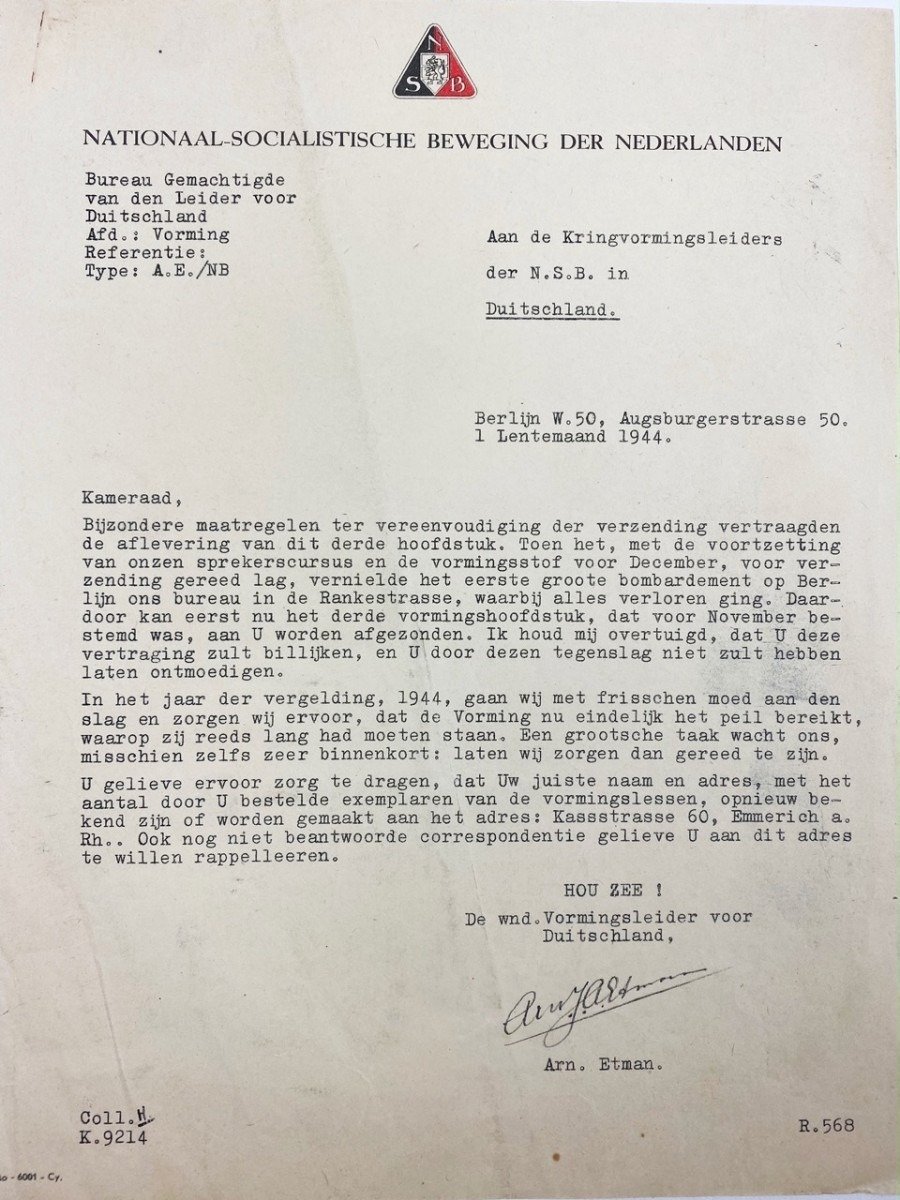 N
S B
NATIONAAL-SOCIALISTISCHE BEWEGING DER NEDERLANDEN
Bureau Gemachtigde
van den Leider voor
Duitschland
Afd.: Vorming
Referentie:
Type: A.E./NB
Aan de Kringvormingsleiders
der N.S.B. in
Duitschland.
Berlijn W.50, Augsburgerstrasse 50.
1 Lentemaand 1944.
Kameraad,
Bijzondere maatregelen ter vereenvoudiging der verzending vertraagden
de aflevering van dit derde hoofdstuk. Toen het, met de voortzetting
van onzen sprekerscursus en de vormingsstof voor December, voor ver-
zending gereed lag, vernielde het eerste groote bombardement op Ber-
lijn ons bureau in de Rankestrasse, waarbij alles verloren ging. Daar-
door kan eerst nu het derde vormingshoofdstuk, dat voor November be-
stemd was, aan U worden afgezonden. Ik houd mij overtuigd, dat U deze
vertraging zult billijken, en U door dezen tegenslag niet zult hebben
laten ontmoedigen.
In het jaar der vergelding, 1944, gaan wij met frisschen moed aan den
slag en zorgen wij ervoor, dat de Vorming nu eindelijk het peil bereikt,
waarop zij reeds lang had moeten staan. Een grootsche taak wacht ons,
misschien zelfs zeer binnenkort: laten wij zorgen dan gereed te zijn.
U gelieve ervoor zorg te dragen, dat Uw juiste naam en adres, met het
aantal door U bestelde exemplaren van de vormingslessen, opnieuw be-
kend zijn of worden gemaakt aan het adres: Kassstrasse 60, Emmerich a.
Rh.. Ook nog niet beantwoorde correspondentie gelieve U aan dit adres
te willen rappelleeren.
HOU ZEE !
De wnd.Vormingsleider voor
Duitschland,
Arn. J.A. Etman
Arn. Etman.
Coll.H.
K.9214
R.568
- 6001 - Cy.